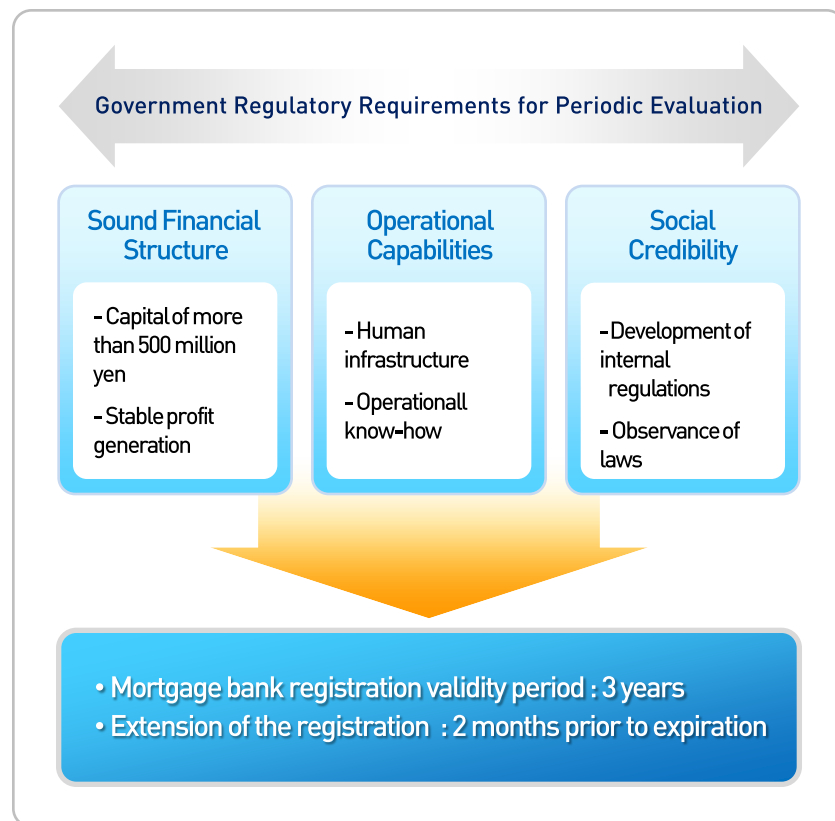 Government Regulatory Requirements for Periodic Evaluation
Sound Financial
Structure
- Capital of more
than 500 million
yen
- Stable profit
generation
Operational
Capabilities
- Human
infrastructure
- Operationall
know-how
Social
Credibility
- Development of
internal
regulations
- Observance of
laws
• Mortgage bank registration validity period : 3 years
• Extension of the registration : 2 months prior to expiration